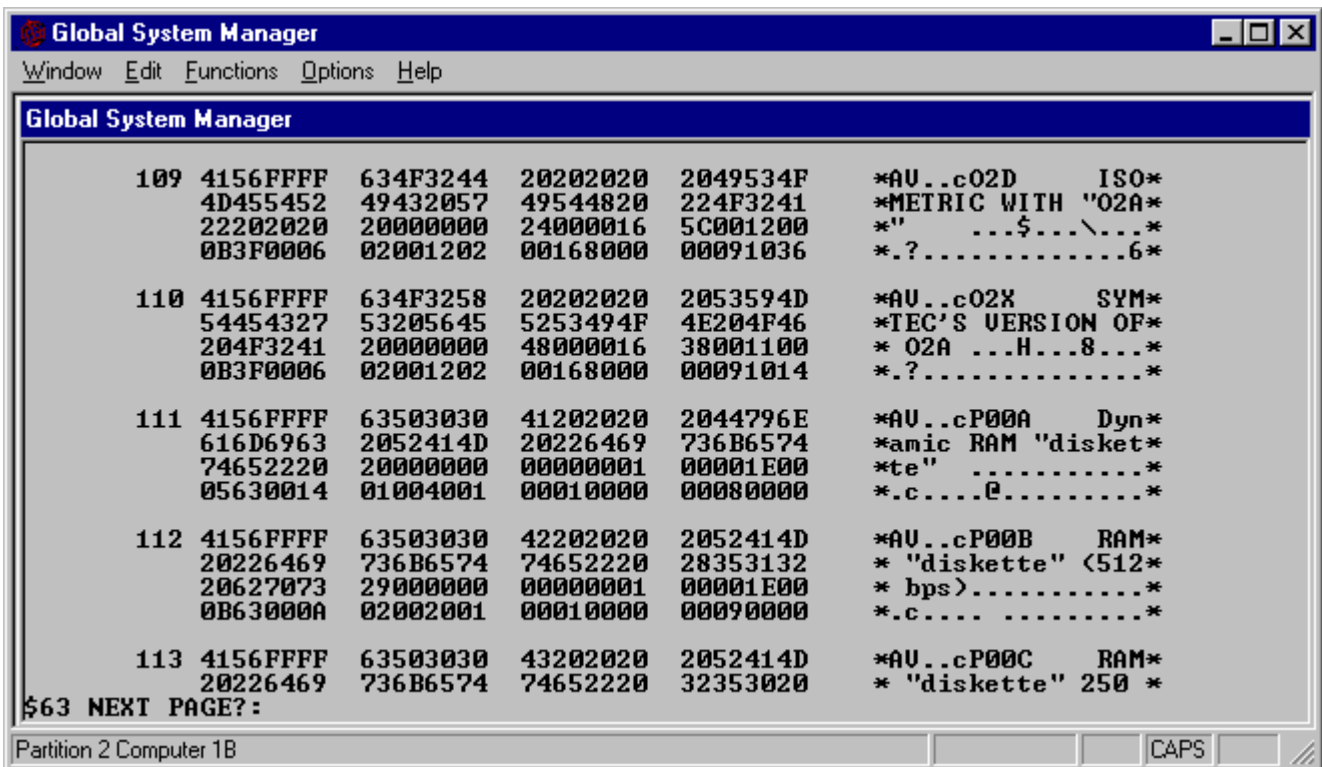 Global System Manager
Window Edit Functions Options Help
Global System Manager
109 4156FFFF 634F3244 20202020 2049534F *AV..cO2D     ISO*
4D455452 49432057 49544820 224F3241 *METRIC WITH "O2A*
22202020 20000000 24000016 5C001200 *"    ...$...\...*
0B3F0006 02001202 00168000 00091036 *.?.............6*
110 4156FFFF 634F3258 20202020 2053594D *AV..cO2X     SYM*
54454327 53205645 5253494F 4E204F46 *TEC'S VERSION OF*
204F3241 20000000 48000016 38001100 * O2A ...H...8...*
0B3F0006 02001202 00168000 00091014 *.?..............*
111 4156FFFF 63503030 41202020 2044796E *AV..cP00A    Dyn*
616D6963 2052414D 20226469 736B6574 *amic RAM "disket*
74652220 20000000 00000001 00001E00 *te"  ...........*
05630014 01004001 00010000 00080000 *.c....@.........*
112 4156FFFF 63503030 42202020 2052414D *AV..cP00B    RAM*
20226469 736B6574 74652220 28353132 * "diskette" (512*
20627073 29000000 00000001 00001E00 * bps)...........*
0B63000A 02002001 00010000 00090000 *.c.... .........*
113 4156FFFF 63503030 43202020 2052414D *AV..cP00C    RAM*
20226469 736B6574 74652220 32353020 * "diskette" 250 *
$63 NEXT PAGE?:
Partition 2 Computer 1B CAPS